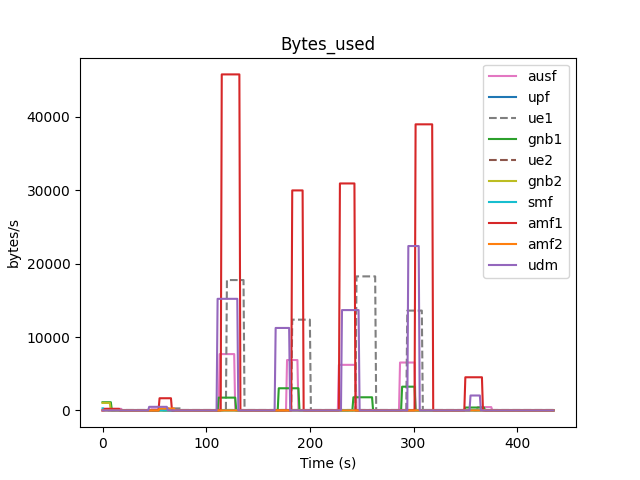 Bytes_used
bytes/s
40000
30000
20000
10000
0
0
100
200
300
400
Time (s)
ausf
upf
ue1
gnb1
ue2
gnb2
smf
amf1
amf2
udm